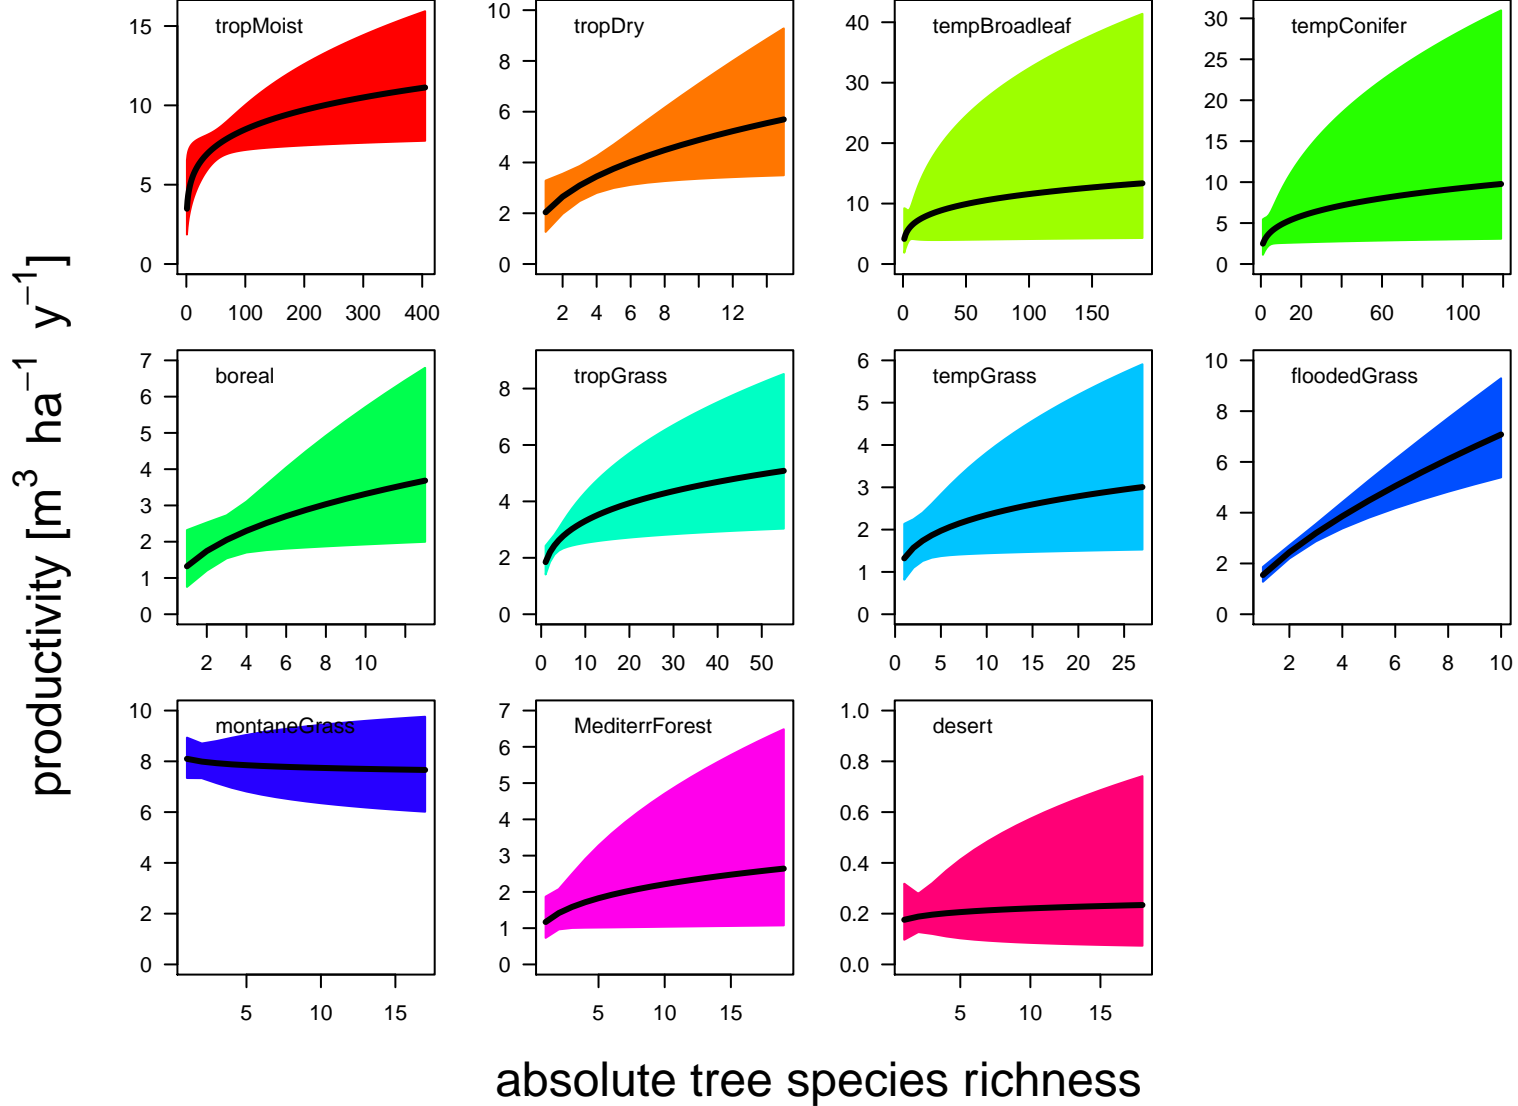 productivity [m³ ha⁻¹ y⁻¹]
tropMoist
15
10
5
0
0 100 200 300 400
tropDry
10
8
6
4
2
0
2 4 6 8 12
tempBroadleaf
40
30
20
10
0
0 50 100 150
tempConifer
30
25
20
15
10
5
0
0 20 60 100
boreal
7
6
5
4
3
2
1
0
2 4 6 8 10
tropGrass
8
6
4
2
0
0 10 20 30 40 50
tempGrass
6
5
4
3
2
1
0
0 5 10 15 20 25
floodedGrass
10
8
6
4
2
0
2 4 6 8 10
montaneGrass
10
8
6
4
2
0
5 10 15
MediterrForest
7
6
5
4
3
2
1
0
5 10 15
desert
1.0
0.8
0.6
0.4
0.2
0.0
5 10 15
absolute tree species richness